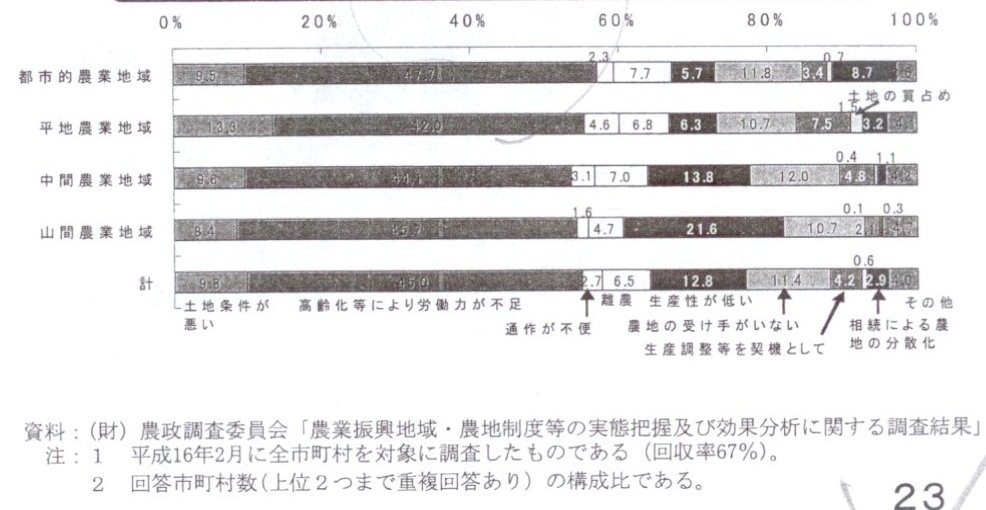 0% 20% 40% 60% 80% 100%
2.3 0.7
都市的農業地域 9.5 47.7 7.7 5.7 11.8 3.4 8.7
土地の買占め
1.5
平地農業地域 13.3 42.0 4.6 6.8 6.3 10.7 7.5 3.2 4.1
0.4 1.1
中間農業地域 9.6 44.1 3.1 7.0 13.8 12.0 4.8 4.2
1.6 0.1 0.3
山間農業地域 8.4 45.7 4.7 21.6 10.7 2 4.7
0.6
計 9.8 45.0 2.7 6.5 12.8 11.4 4.2 2.9 4.0
土地条件が 高齢化等により労働力が不足 離農 生産性が低い その他
悪い 通作が不便 農地の受け手がいない 相続による農
生産調整等を契機として 地の分散化
資料：(財) 農政調査委員会「農業振興地域・農地制度等の実態把握及び効果分析に関する調査結果」
注：1 平成16年2月に全市町村を対象に調査したものである（回収率67%）。
2 回答市町村数(上位２つまで重複回答あり）の構成比である。
23